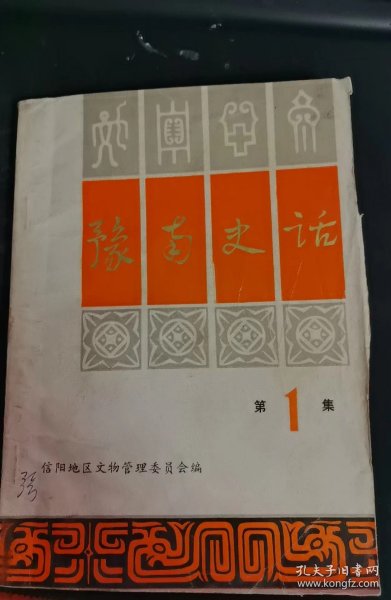 豫南史话
第1集
信阳地区文物管理委员会编
孔夫子旧书网
kongfz.com